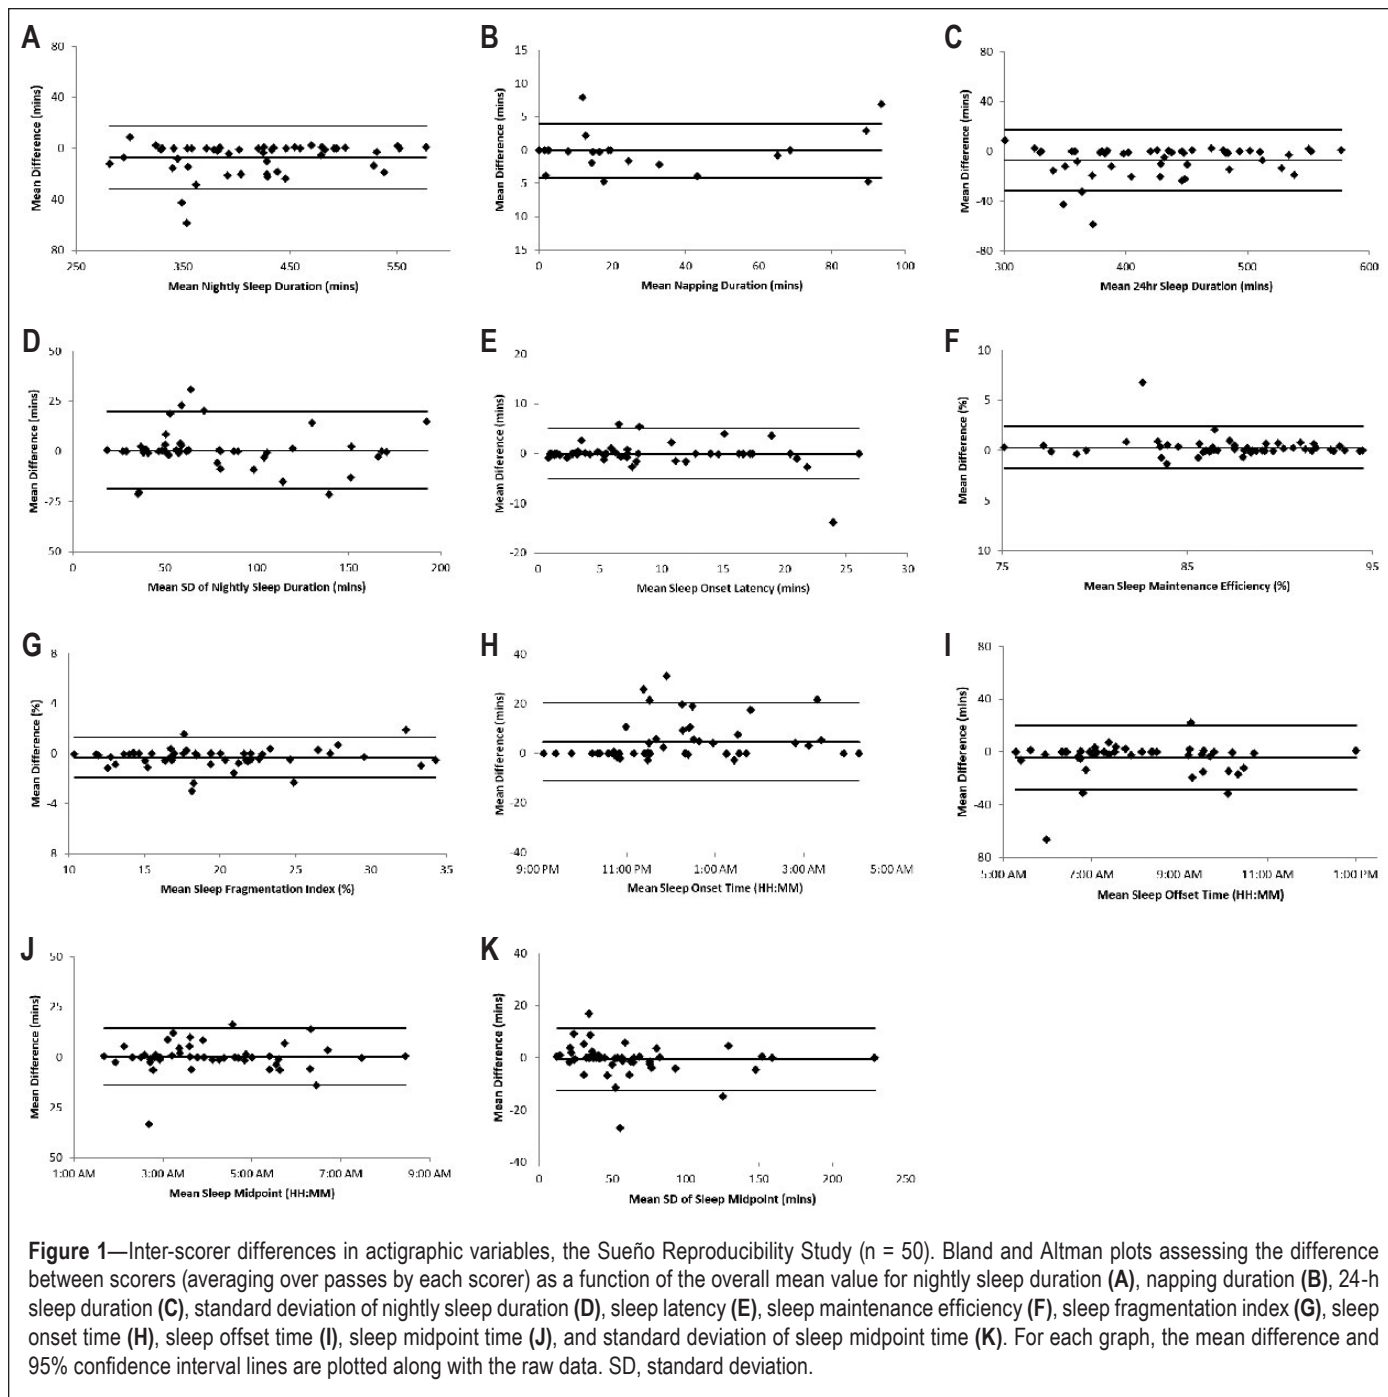 A
80
40
0
40
80
Mean Difference (mins)
250 350 450 550
Mean Nightly Sleep Duration (mins)
B
15
10
5
0
5
10
15
Mean Difference (mins)
0 20 40 60 80 100
Mean Napping Duration (mins)
C
80
40
0
-40
-80
Mean Difference (mins)
300 400 500 600
Mean 24hr Sleep Duration (mins)
D
50
25
0
-25
50
Mean Difference (mins)
0 50 100 150 200
Mean SD of Nightly Sleep Duration (mins)
E
20
10
0
-10
-20
Mean Difference (mins)
0 5 10 15 20 25 30
Mean Sleep Onset Latency (mins)
F
10
5
0
5
10
Mean Difference (%)
75 85 95
Mean Sleep Maintenance Efficiency (%)
G
8
4
0
-4
8
Mean Difference (%)
10 15 20 25 30 35
Mean Sleep Fragmentation Index (%)
H
40
20
0
-20
-40
Mean Difference (mins)
9:00 PM 11:00 PM 1:00 AM 3:00 AM 5:00 AM
Mean Sleep Onset Time (HH:MM)
I
80
40
0
-40
80
Mean Difference (mins)
5:00 AM 7:00 AM 9:00 AM 11:00 AM 1:00 PM
Mean Sleep Offset Time (HH:MM)
J
50
25
0
25
50
Mean Difference (mins)
1:00 AM 3:00 AM 5:00 AM 7:00 AM 9:00 AM
Mean Sleep Midpoint (HH:MM)
K
40
20
0
-20
-40
Mean Difference (mins)
0 50 100 150 200 250
Mean SD of Sleep Midpoint (mins)
Figure 1—Inter-scorer differences in actigraphic variables, the Sueño Reproducibility Study (n = 50). Bland and Altman plots assessing the difference
between scorers (averaging over passes by each scorer) as a function of the overall mean value for nightly sleep duration (A), napping duration (B), 24-h
sleep duration (C), standard deviation of nightly sleep duration (D), sleep latency (E), sleep maintenance efficiency (F), sleep fragmentation index (G), sleep
onset time (H), sleep offset time (I), sleep midpoint time (J), and standard deviation of sleep midpoint time (K). For each graph, the mean difference and
95% confidence interval lines are plotted along with the raw data. SD, standard deviation.